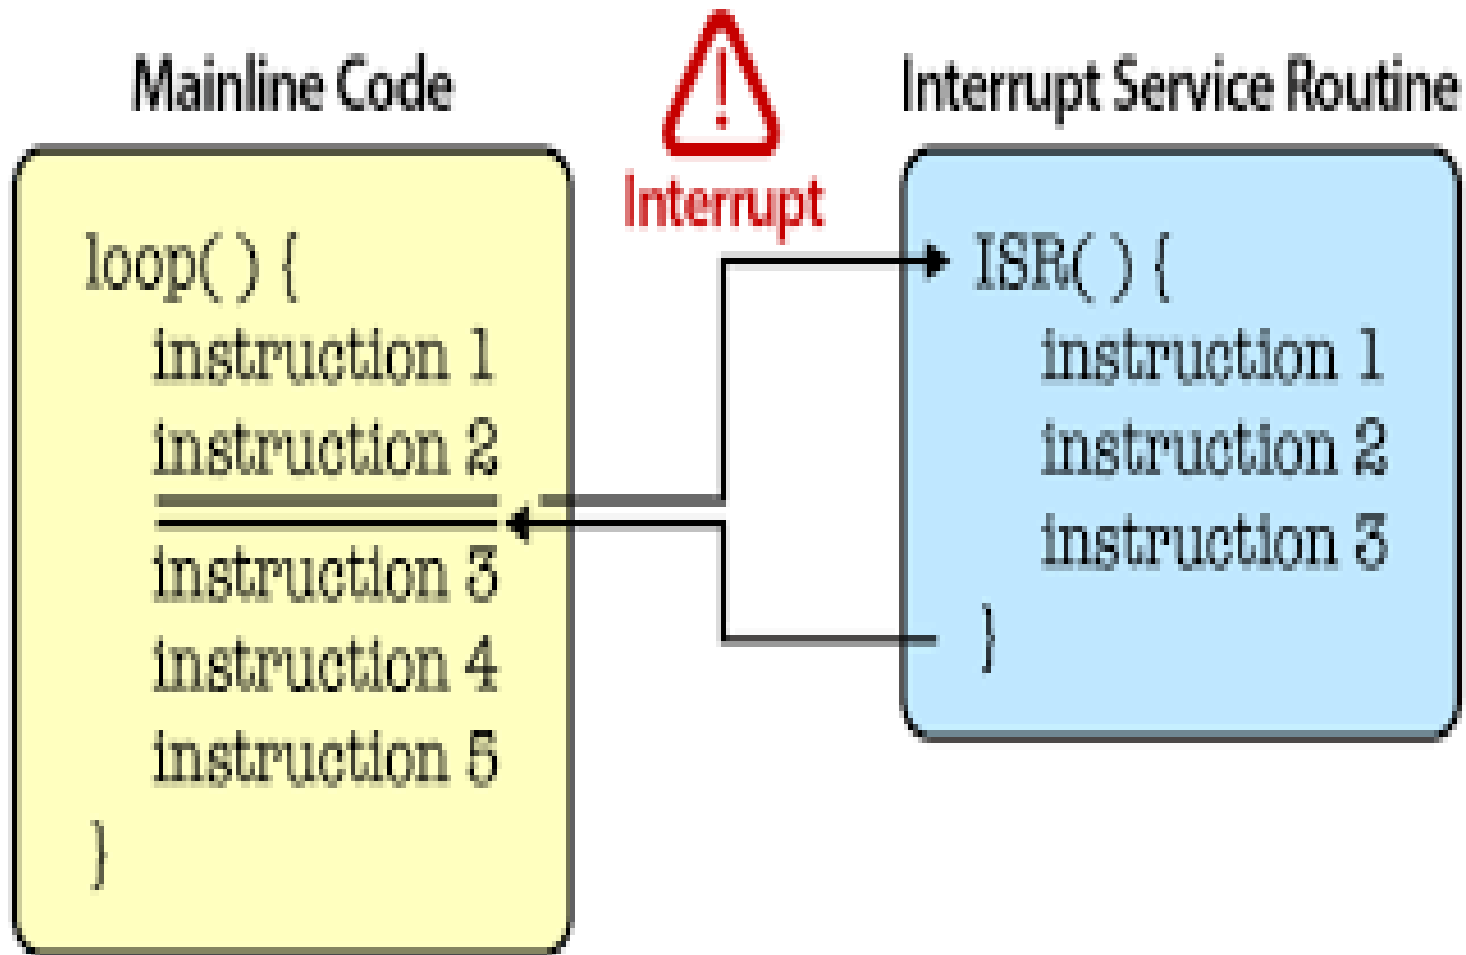 Mainline Code
loop( ) {
instruction 1
instruction 2
instruction 3
instruction 4
instruction 5
}
!
Interrupt
Interrupt Service Routine
ISR( ) {
instruction 1
instruction 2
instruction 3
}